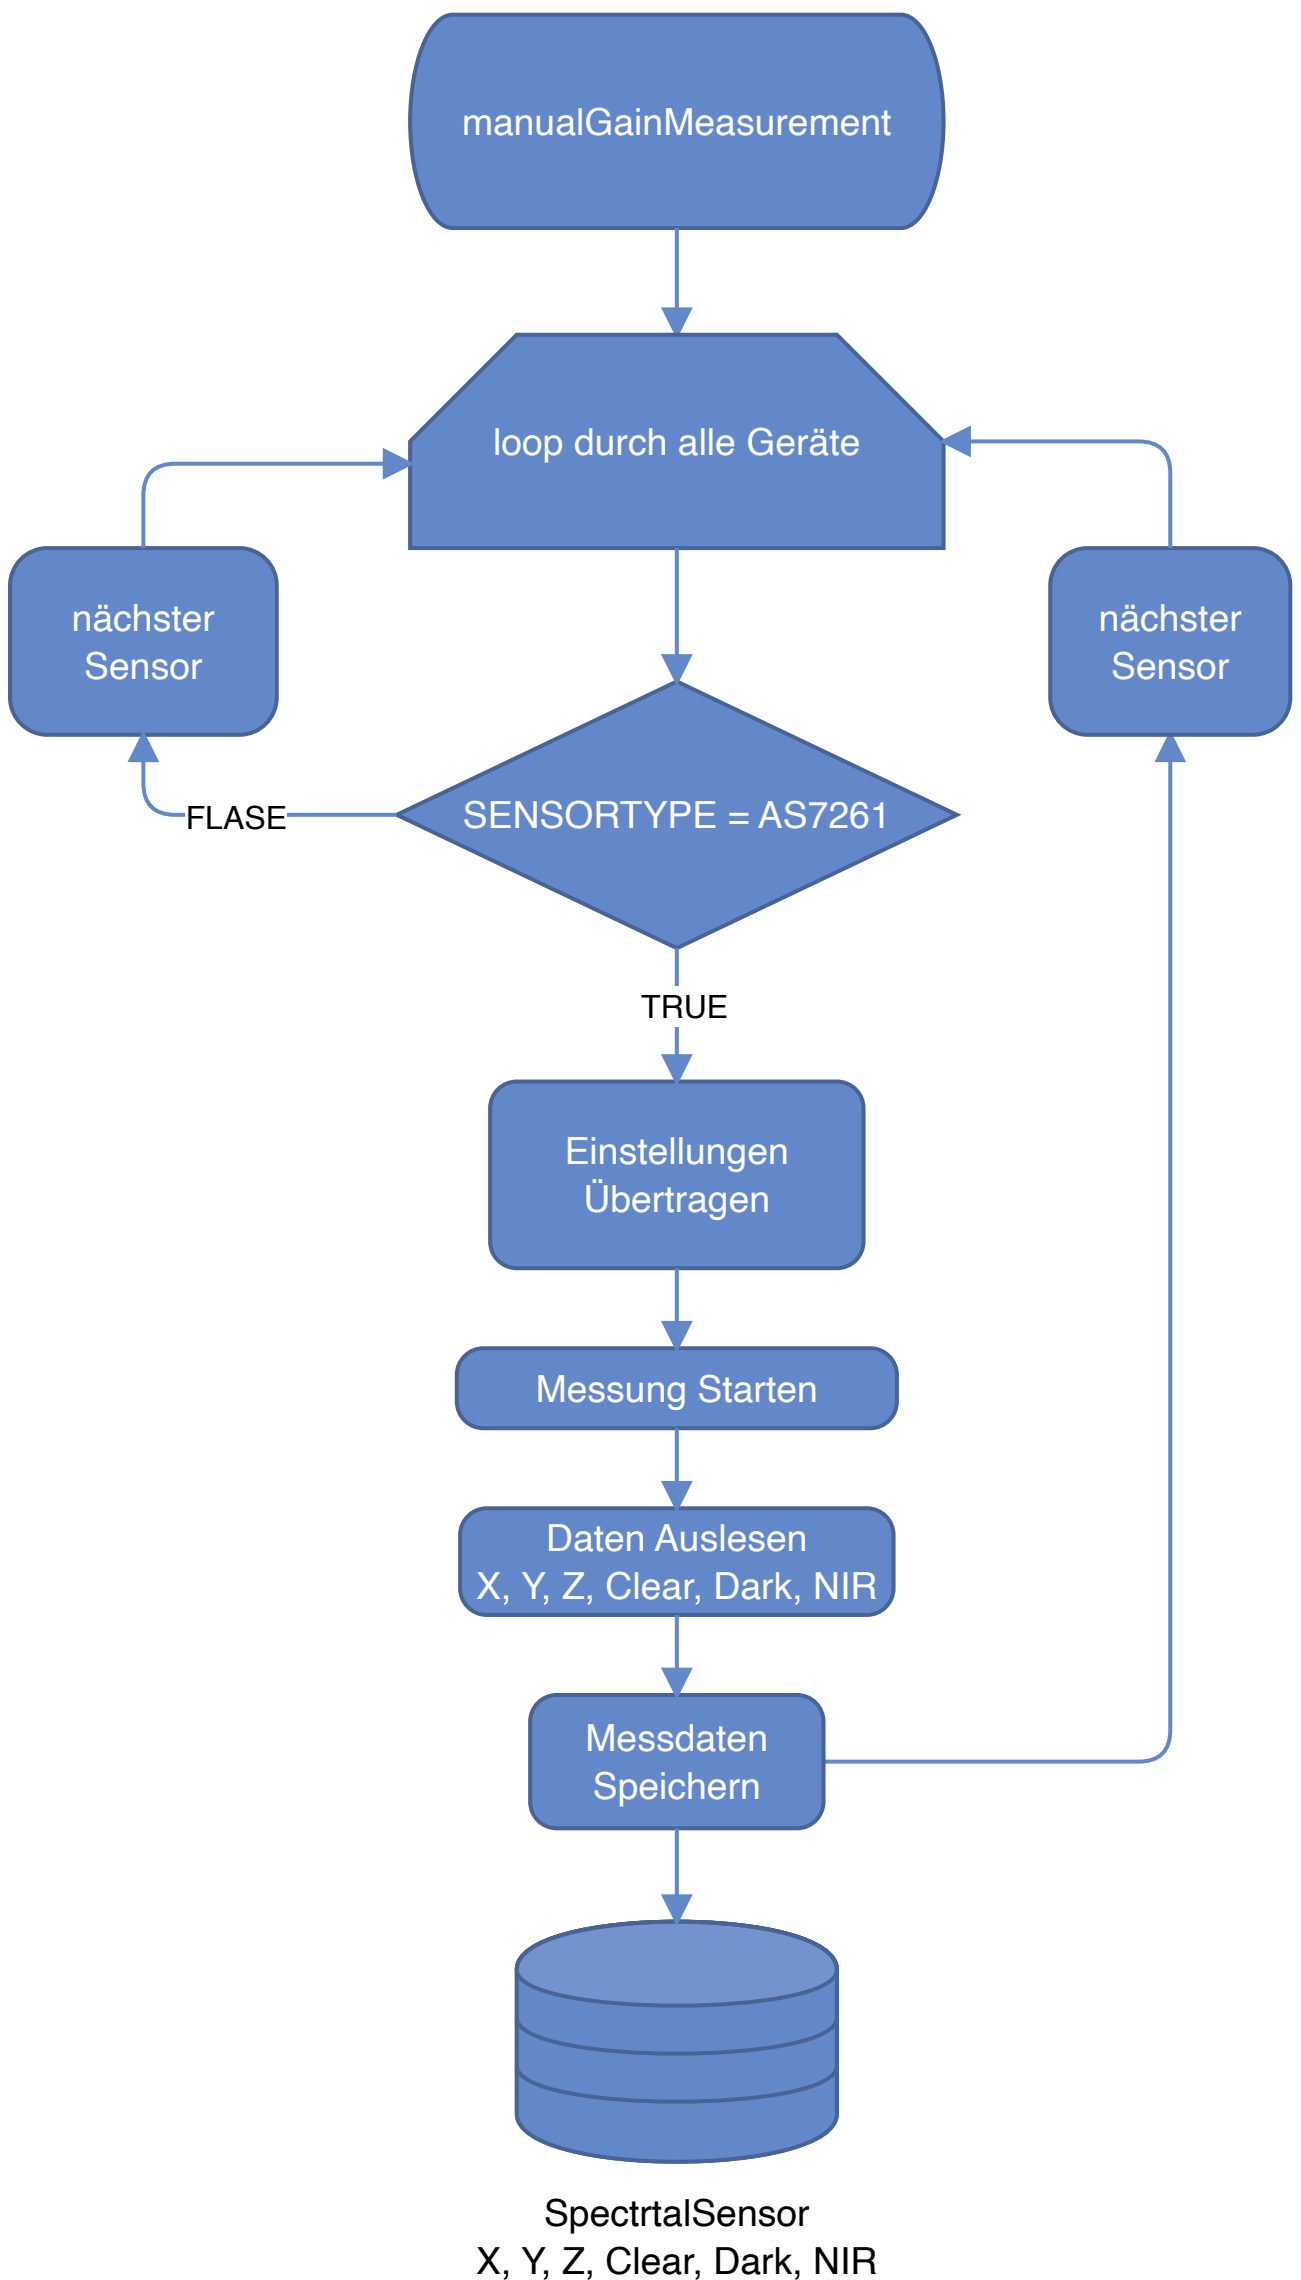 manualGainMeasurement
loop durch alle Geräte
nächster
Sensor
nächster
Sensor
SENSORTYPE = AS7261
FLASE
TRUE
Einstellungen
Übertragen
Messung Starten
Daten Auslesen
X, Y, Z, Clear, Dark, NIR
Messdaten
Speichern
SpectrtalSensor
X, Y, Z, Clear, Dark, NIR